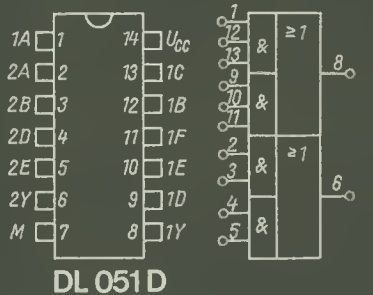 1A 1 14 UCC
2A 2 13 1C
2B 3 12 1B
2D 4 11 1F
2E 5 10 1E
2Y 6 9 1D
M 7 8 1Y
DL 051 D
1
12
13
&
≥1
8
9
10
11
&
2
3
&
≥1
6
4
5
&